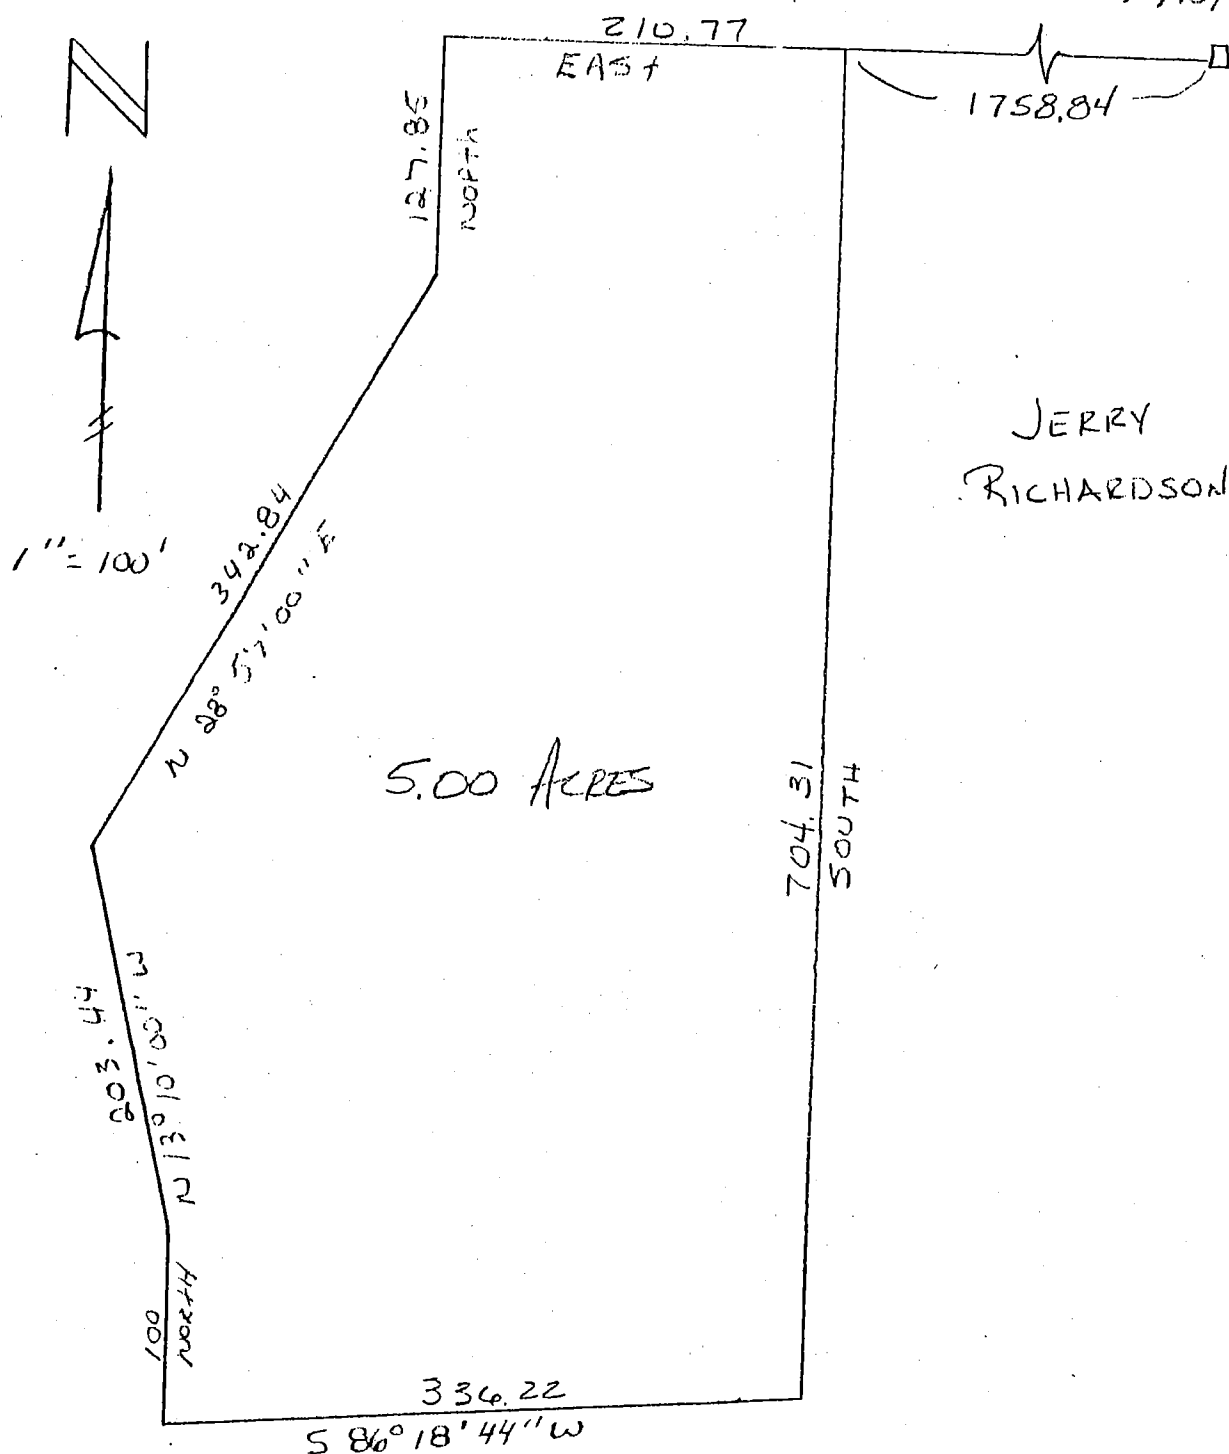 210.77
EAST
1758.84
N
127.85
NORTH
JERRY
RICHARDSON
1" = 100'
342.84
N 28° 57' 00" E
5.00 ACRES
704.31
SOUTH
203.44
N 13° 10' 00" W
100
NORTH
336.22
S 86° 18' 44" W